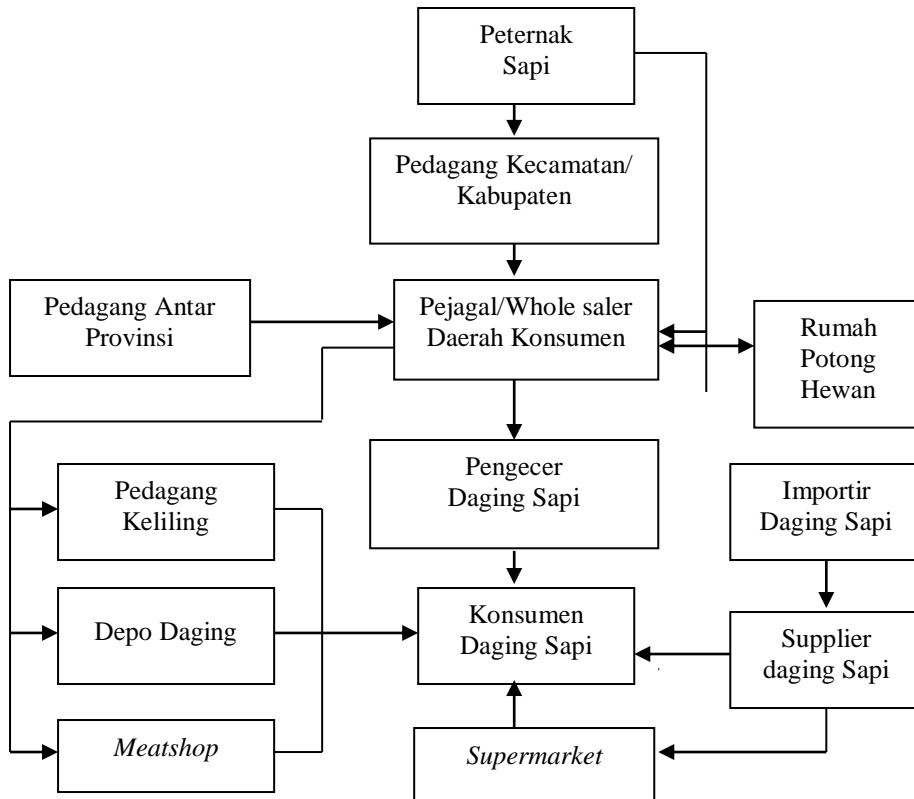 Peternak
Sapi
Pedagang Kecamatan/
Kabupaten
Pedagang Antar
Provinsi
Pejagal/Whole saler
Daerah Konsumen
Rumah
Potong
Hewan
Pedagang
Keliling
Pengecer
Daging Sapi
Importir
Daging Sapi
Depo Daging
Konsumen
Daging Sapi
Supplier
daging Sapi
Meatshop
Supermarket